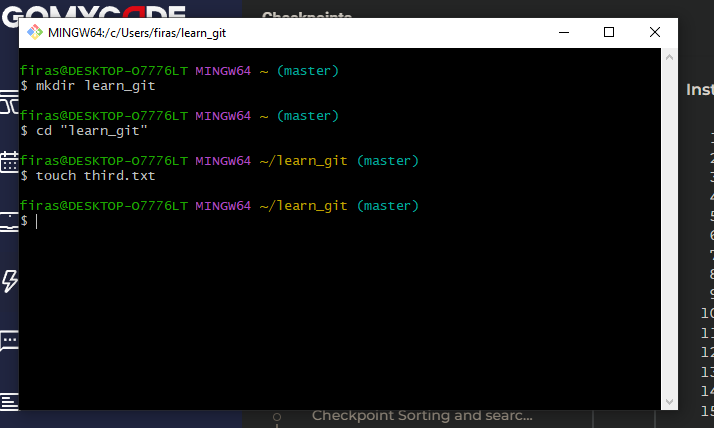 GOMYCODE
Checkpoints
MINGW64:/c/Users/firas/learn_git
firas@DESKTOP-O7776LT MINGW64 ~ (master)
$ mkdir learn_git
firas@DESKTOP-O7776LT MINGW64 ~ (master)
$ cd "learn_git"
firas@DESKTOP-O7776LT MINGW64 ~/learn_git (master)
$ touch third.txt
firas@DESKTOP-O7776LT MINGW64 ~/learn_git (master)
$
Inst
1
2
3
4
5
6
7
8
9
10
11
12
13
14
15
Checkpoint Sorting and searc...